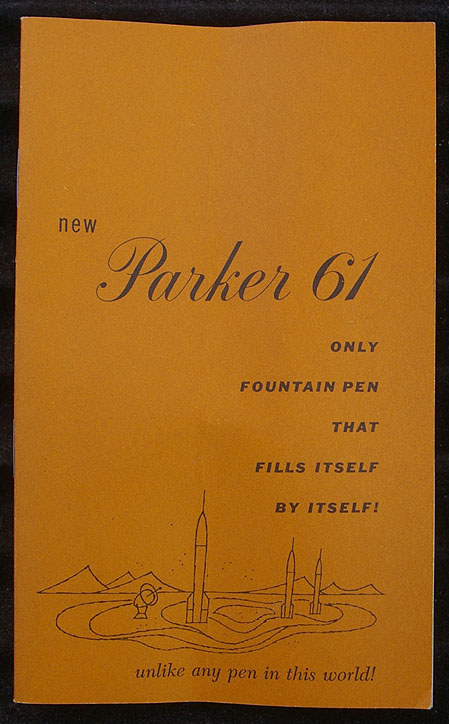 new
Parker 61
ONLY
FOUNTAIN PEN
THAT
FILLS ITSELF
BY ITSELF!
unlike any pen in this world!